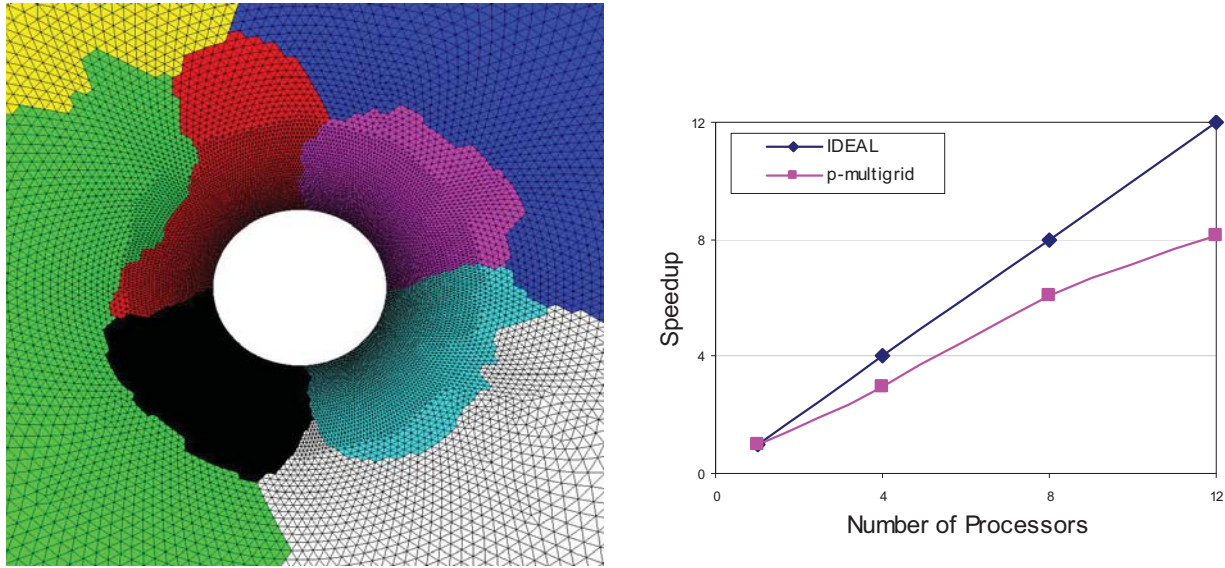 12
IDEAL
p-multigrid
8
Speedup
4
0
0 4 8 12
Number of Processors